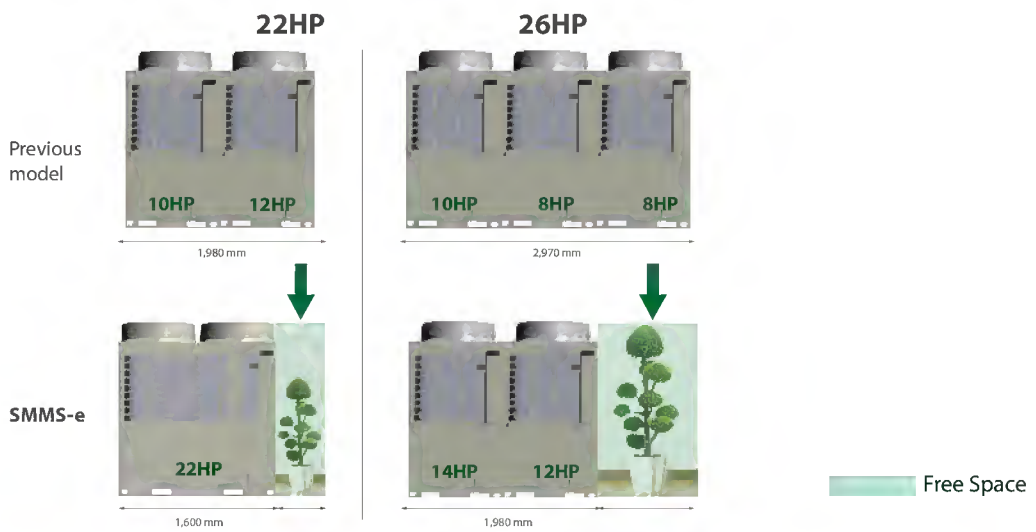 22HP
26HP
Previous
model
10HP
12HP
10HP
8HP
8HP
1,980 mm
2,970 mm
SMMS-e
22HP
14HP
12HP
Free Space
1,600 mm
1,980 mm